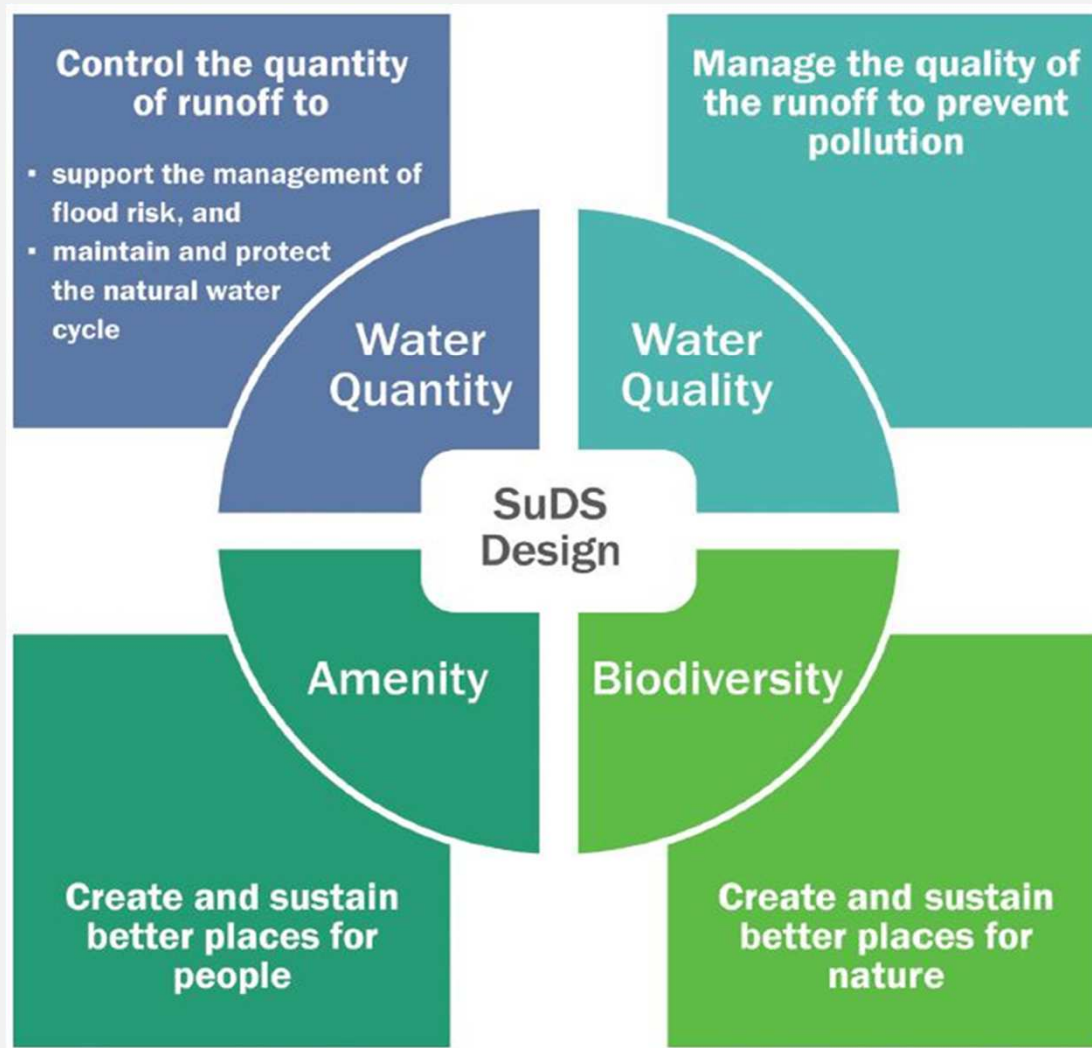 Control the quantity
of runoff to
▪ support the management of
flood risk, and
▪ maintain and protect
the natural water
cycle
Manage the quality of
the runoff to prevent
pollution
Water
Quantity
Water
Quality
SuDS
Design
Amenity
Biodiversity
Create and sustain
better places for
people
Create and sustain
better places for
nature